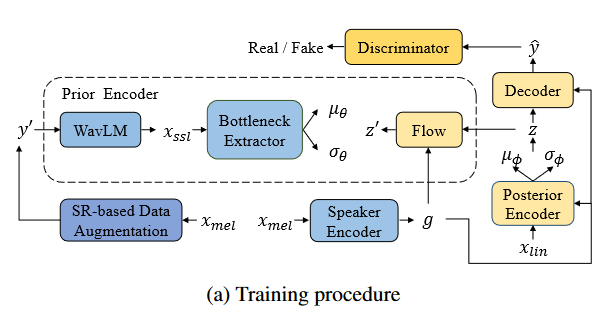 Real / Fake
Discriminator
ŷ
Prior Encoder
Decoder
y′
WavLM
x_ssl
Bottleneck
Extractor
μ_θ
σ_θ
z′
Flow
z
μ_ϕ
σ_ϕ
SR-based Data
Augmentation
x_mel
x_mel
Speaker
Encoder
g
Posterior
Encoder
x_lin
(a) Training procedure